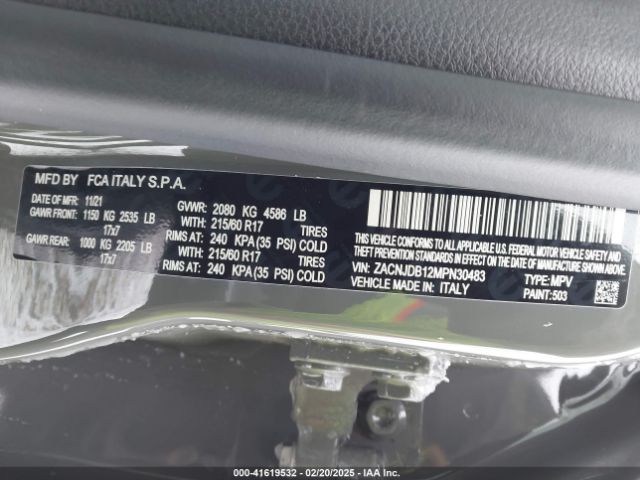 MFD BY FCA ITALY S.P.A.
DATE OF MFR: 11/21 GVWR: 2080 KG 4586 LB
GAWR FRONT: 1150 KG 2535 LB WITH: 215/60 R17 TIRES
17x7 RIMS AT: 240 KPA(35 PSI) COLD
GAWR REAR: 1000 KG 2205 LB WITH: 215/60 R17 TIRES
17x7 RIMS AT: 240 KPA(35 PSI) COLD
THIS VEHICLE CONFORMS TO ALL APPLICABLE U.S. FEDERAL MOTOR VEHICLE SAFETY, BUMPER, AND THEFT PREVENTION STANDARDS IN EFFECT ON THE DATE OF MANUFACTURE SHOWN ABOVE.
VIN: ZACNJDB12MPN30483 TYPE: MPV
VEHICLE MADE IN: ITALY PAINT: 503
000-41619532 - 02/20/2025 - IAA Inc.